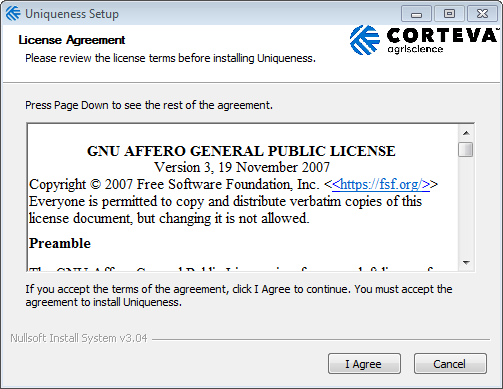 Uniqueness Setup
License Agreement
Please review the license terms before installing Uniqueness.
CORTEVA™
agriscience
Press Page Down to see the rest of the agreement.
GNU AFFERO GENERAL PUBLIC LICENSE
Version 3, 19 November 2007
Copyright © 2007 Free Software Foundation, Inc. <<https://fsf.org/>>
Everyone is permitted to copy and distribute verbatim copies of this
license document, but changing it is not allowed.
Preamble
If you accept the terms of the agreement, click I Agree to continue. You must accept the
agreement to install Uniqueness.
Nullsoft Install System v3.04
I Agree
Cancel